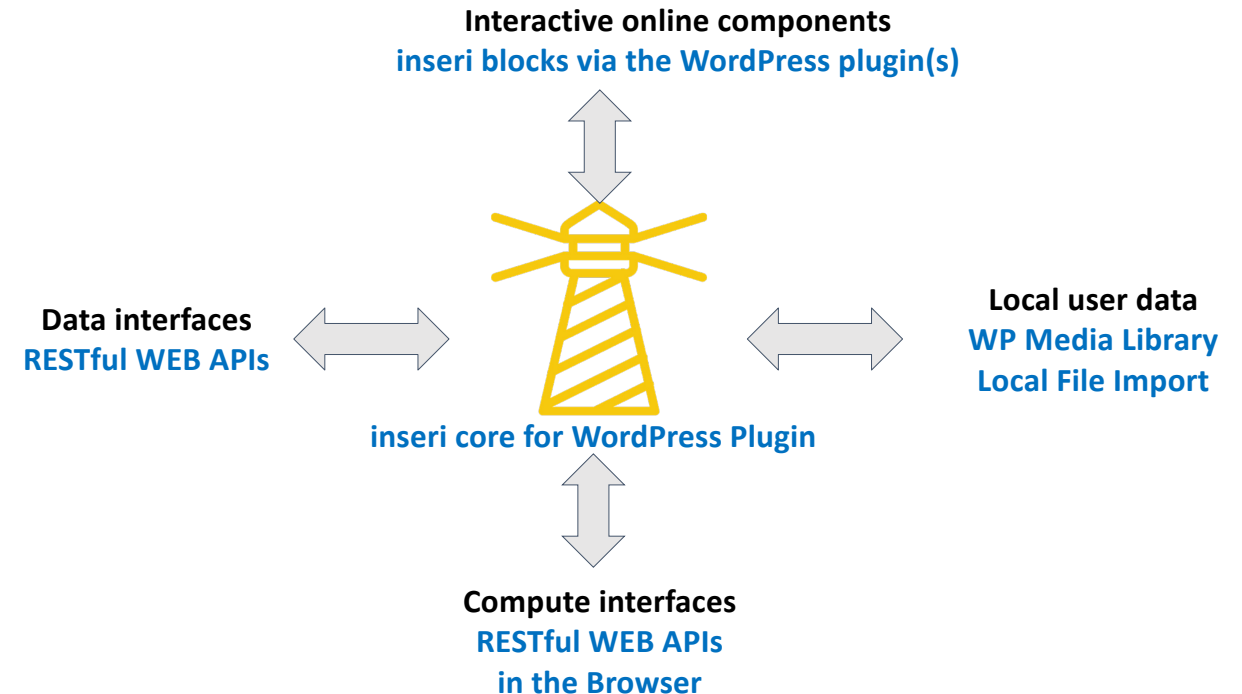 Interactive online components
inseri blocks via the WordPress plugin(s)
Data interfaces
RESTful WEB APIs
Local user data
WP Media Library
Local File Import
inseri core for WordPress Plugin
Compute interfaces
RESTful WEB APIs
in the Browser